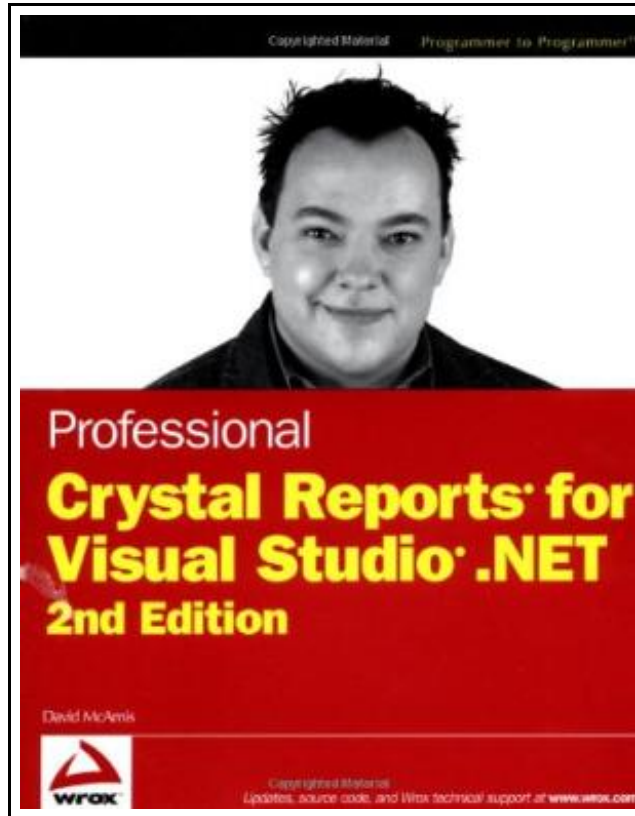 Copyrighted Material Programmer to Programmer™
Professional
Crystal Reports® for
Visual Studio® .NET
2nd Edition
David McAmis
wrox™
Copyrighted Material
Updates, source code, and Wrox technical support at www.wrox.com